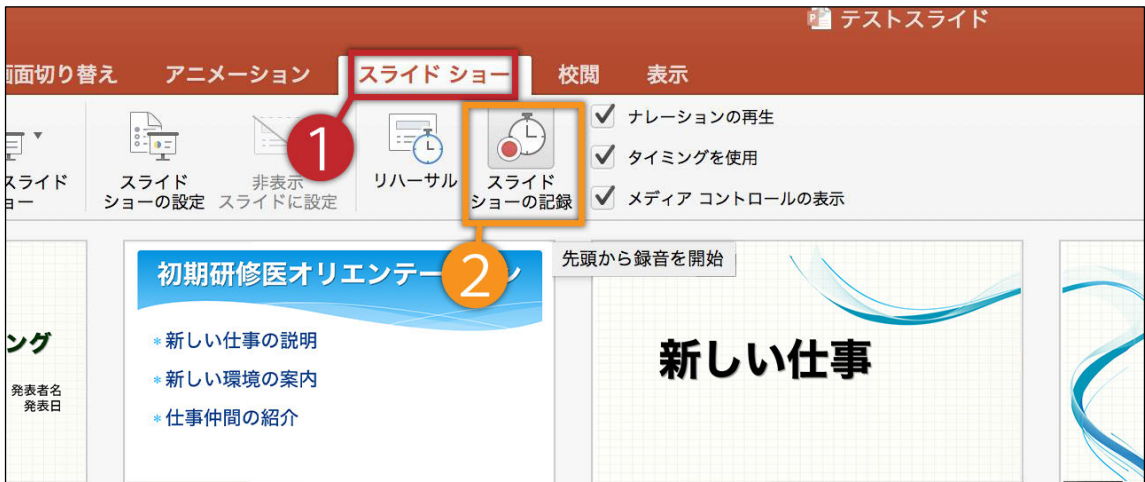 テストスライド
画面切り替え アニメーション スライド ショー 校閲 表示
1
ナレーションの再生
タイミングを使用
メディア コントロールの表示
スライド
ョー
スライド
ショーの設定
非表示
スライドに設定
リハーサル
スライド
ショーの記録
2
先頭から録音を開始
ング
発表者名
発表日
初期研修医オリエンテー ン
*新しい仕事の説明
*新しい環境の案内
*仕事仲間の紹介
新しい仕事